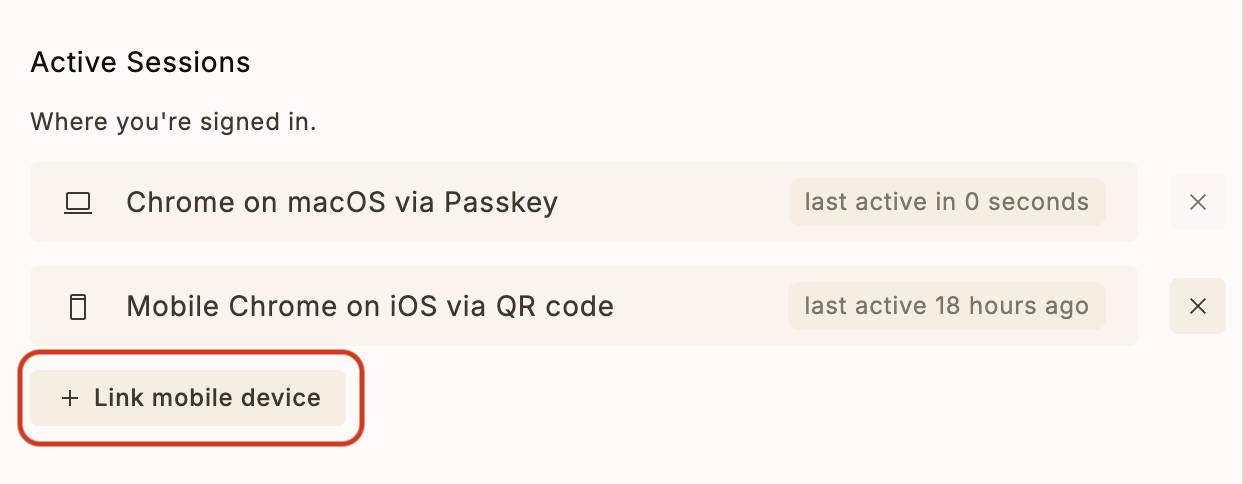 Active Sessions
Where you're signed in.
Chrome on macOS via Passkey
last active in 0 seconds
Mobile Chrome on iOS via QR code
last active 18 hours ago
+ Link mobile device